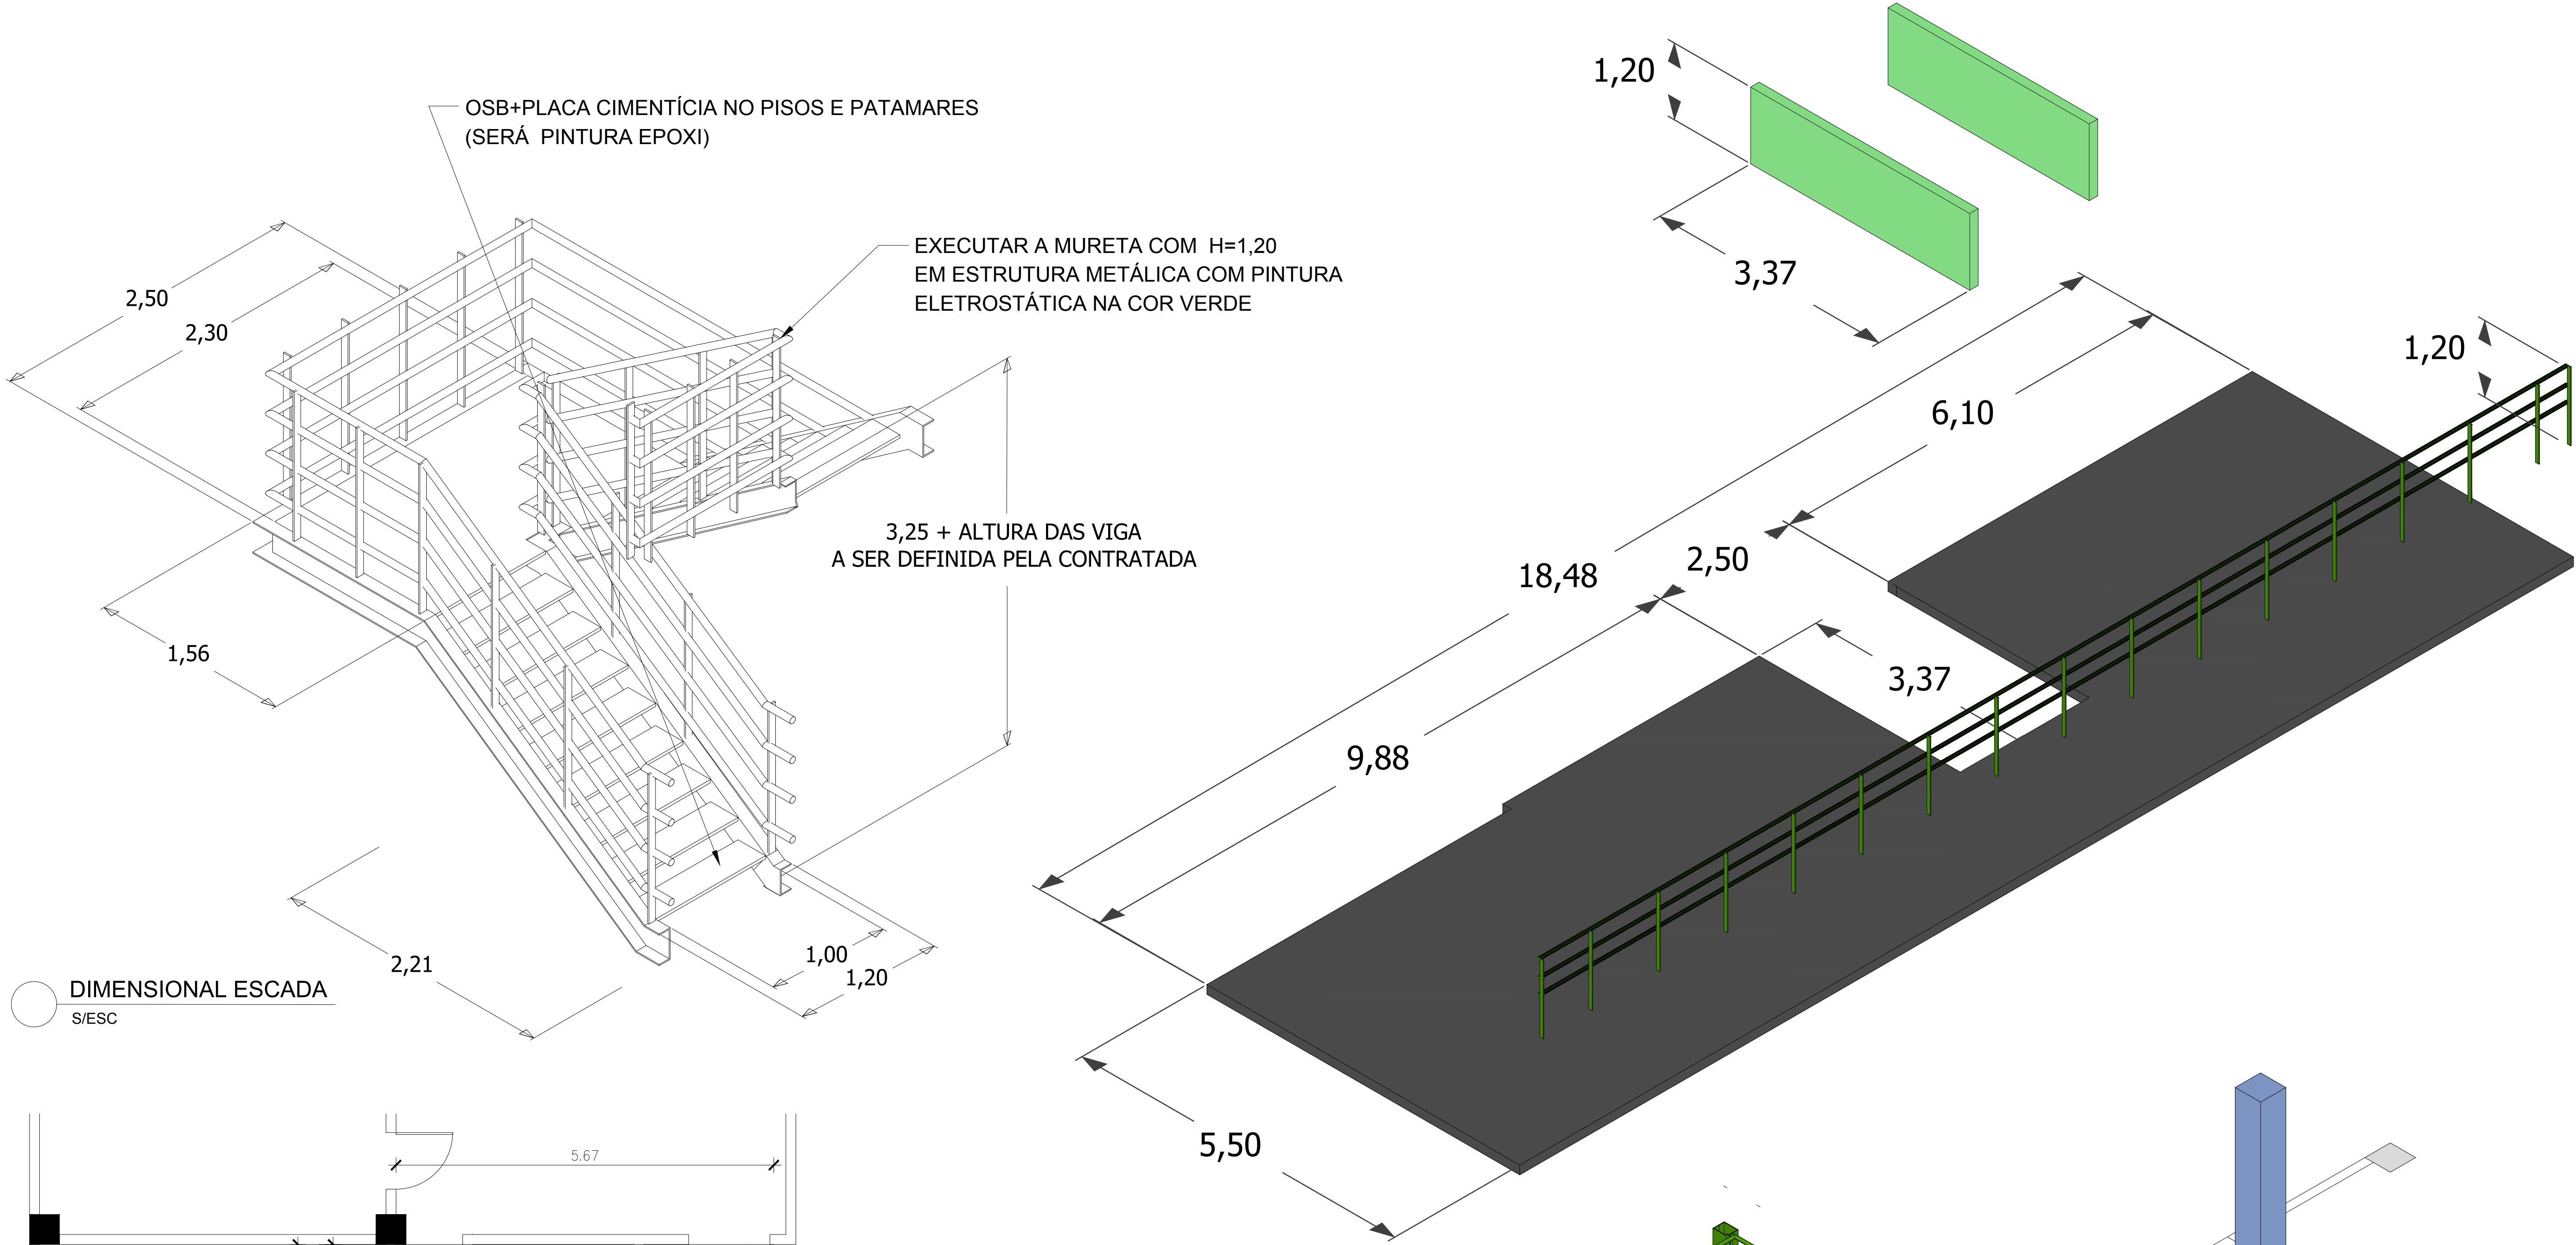 OSB+PLACA CIMENTÍCIA NO PISOS E PATAMARES
(SERÁ PINTURA EPOXI)
EXECUTAR A MURETA COM H=1,20
EM ESTRUTURA METÁLICA COM PINTURA
ELETROSTÁTICA NA COR VERDE
2,50
2,30
3,25 + ALTURA DAS VIGA
A SER DEFINIDA PELA CONTRATADA
1,56
2,21
1,00
1,20
DIMENSIONAL ESCADA
S/ESC
5.67
1,20
3,37
1,20
6,10
2,50
18,48
3,37
9,88
5,50